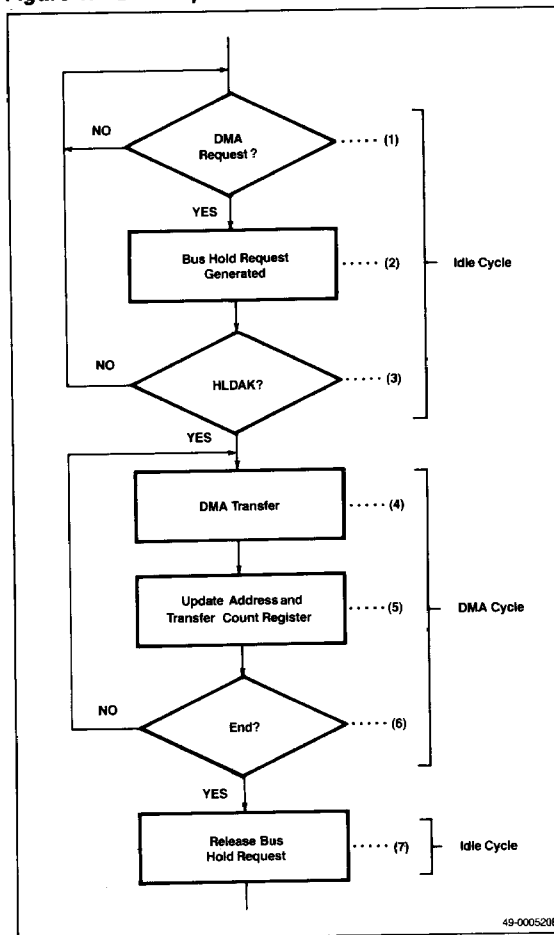 NO
DMA
Request ?
(1)
YES
Bus Hold Request
Generated
(2)
Idle Cycle
NO
HLDAK?
(3)
YES
DMA Transfer
(4)
Update Address and
Transfer Count Register
(5)
DMA Cycle
NO
End?
(6)
YES
Release Bus
Hold Request
(7)
Idle Cycle